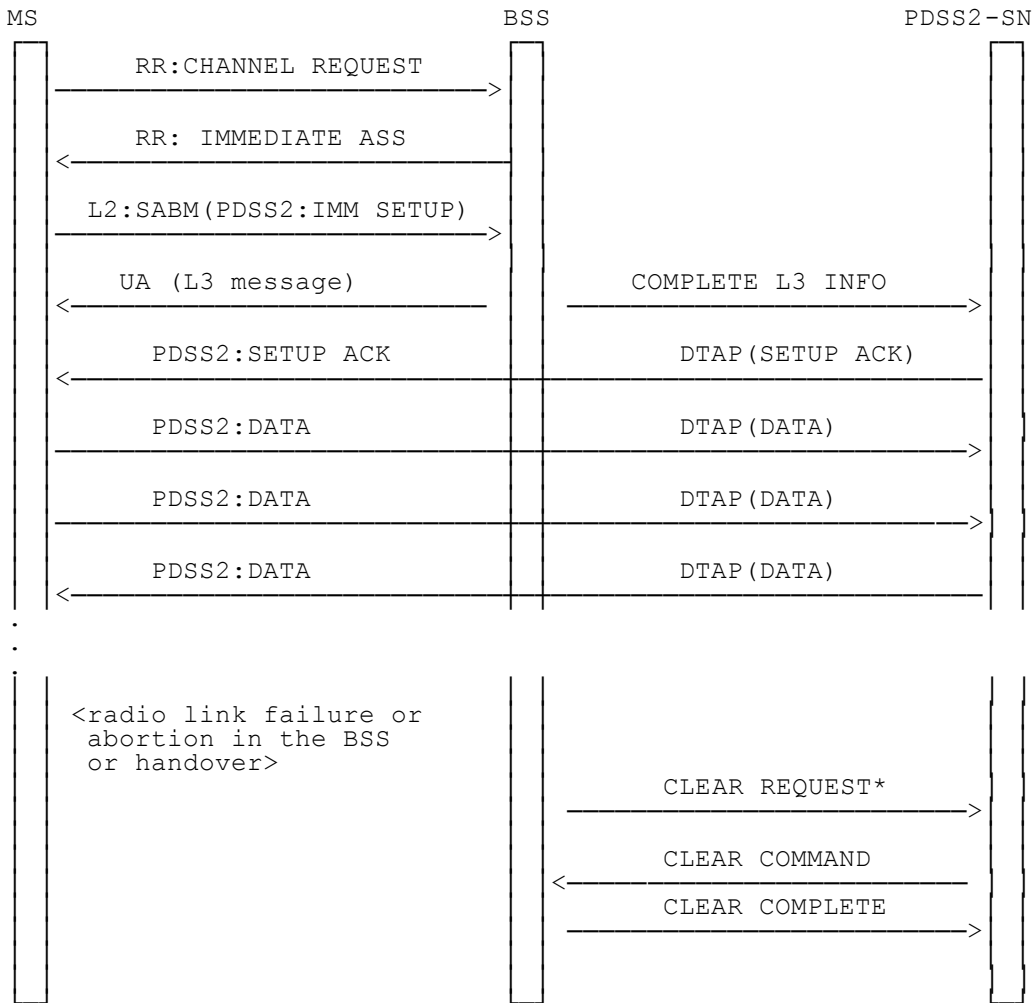 MS BSS PDSS2-SN
RR:CHANNEL REQUEST
RR: IMMEDIATE ASS
L2:SABM(PDSS2:IMM SETUP)
UA (L3 message) COMPLETE L3 INFO
PDSS2:SETUP ACK DTAP(SETUP ACK)
PDSS2:DATA DTAP(DATA)
PDSS2:DATA DTAP(DATA)
PDSS2:DATA DTAP(DATA)
.
.
.
<radio link failure or
abortion in the BSS
or handover>
CLEAR REQUEST*
CLEAR COMMAND
CLEAR COMPLETE